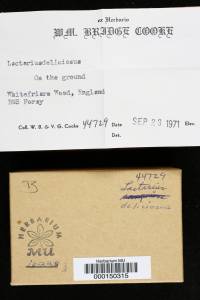 ex Herbario
WM. BRIDGE COOKE
Lactariusdeliciosus
On the ground
Whitefriars Wood, England
BMS Foray
Coll. W. B. & V. G. Cooke 44729 Date SEP 23 1971 Elev.
Det.
44729
Lactarius
deliciosus
HERBARIUM
MU
Herbarium MU
000150315